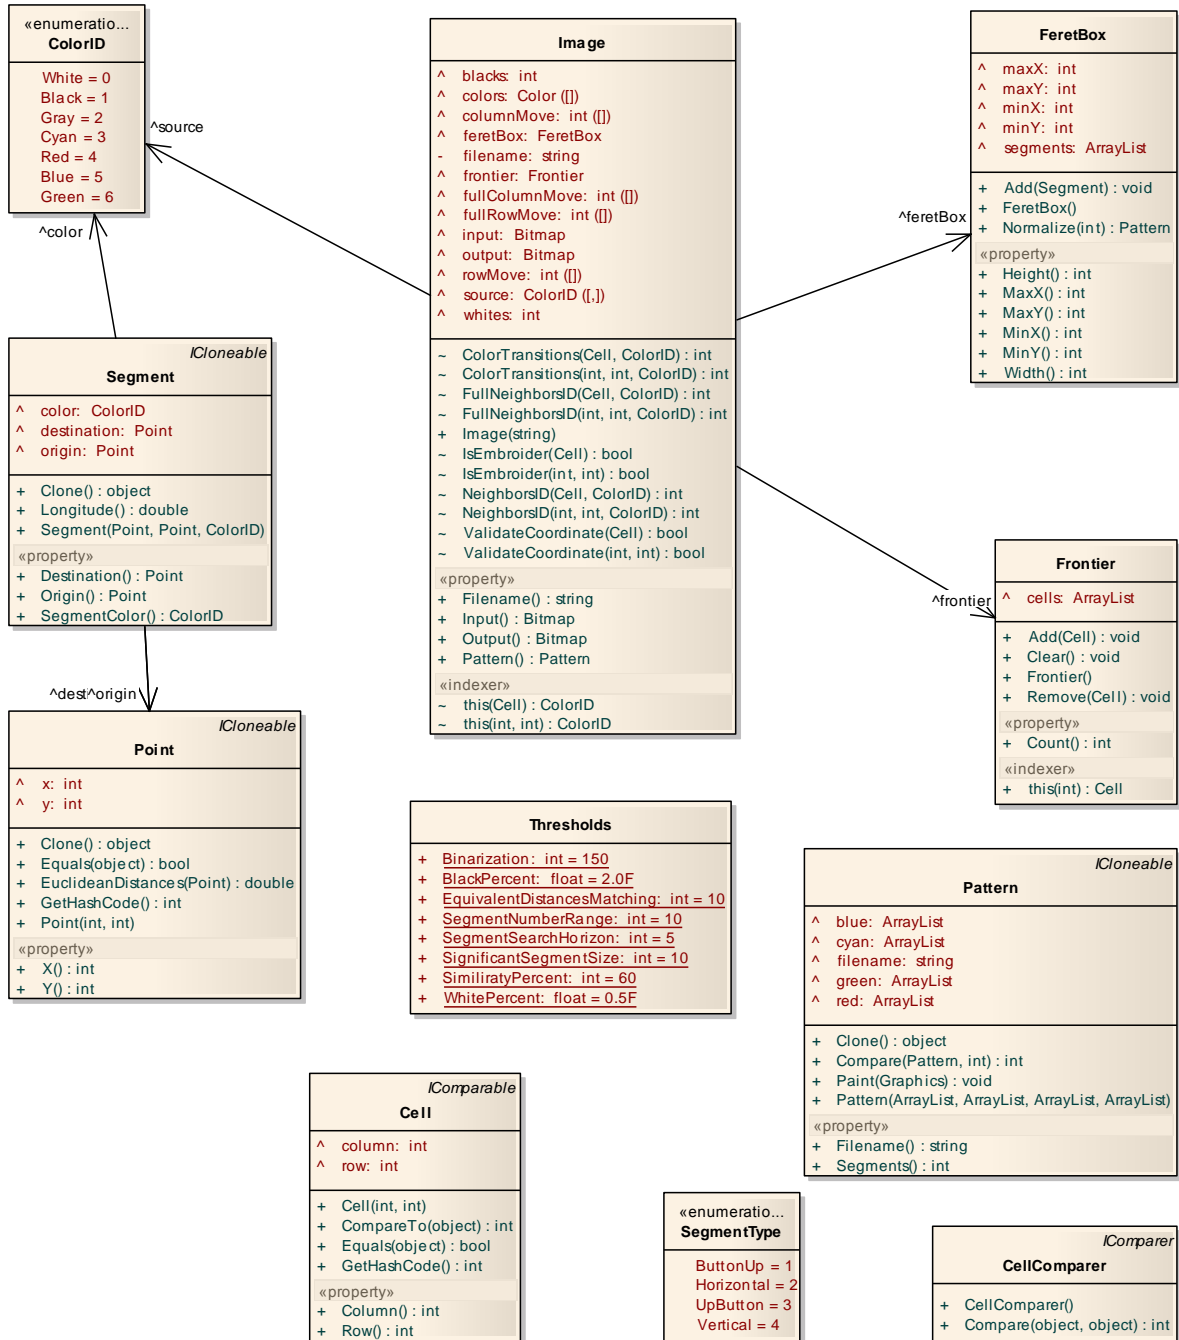 «enumeratio...
ColorID
White = 0
Black = 1
Gray = 2
Cyan = 3
Red = 4
Blue = 5
Green = 6
^source
^color
Image
^ blacks: int
^ colors: Color ([])
^ columnMove: int ([])
^ feretBox: FeretBox
- filename: string
^ frontier: Frontier
^ fullColumnMove: int ([])
^ fullRowMove: int ([])
^ input: Bitmap
^ output: Bitmap
^ rowMove: int ([])
^ source: ColorID ([,])
^ whites: int
~ ColorTransitions(Cell, ColorID) : int
~ ColorTransitions(int, int, ColorID) : int
~ FullNeighborsID(Cell, ColorID) : int
~ FullNeighborsID(int, int, ColorID) : int
+ Image(string)
~ IsEmbroider(Cell) : bool
~ IsEmbroider(int, int) : bool
~ NeighborsID(Cell, ColorID) : int
~ NeighborsID(int, int, ColorID) : int
~ ValidateCoordinate(Cell) : bool
~ ValidateCoordinate(int, int) : bool
«property»
+ Filename() : string
+ Input() : Bitmap
+ Output() : Bitmap
+ Pattern() : Pattern
«indexer»
~ this(Cell) : ColorID
~ this(int, int) : ColorID
FeretBox
^ maxX: int
^ maxY: int
^ minX: int
^ minY: int
^ segments: ArrayList
+ Add(Segment) : void
+ FeretBox()
+ Normalize(int) : Pattern
«property»
+ Height() : int
+ MaxX() : int
+ MaxY() : int
+ MinX() : int
+ MinY() : int
+ Width() : int
^feretBox
ICloneable
Segment
^ color: ColorID
^ destination: Point
^ origin: Point
+ Clone() : object
+ Longitude() : double
+ Segment(Point, Point, ColorID)
«property»
+ Destination() : Point
+ Origin() : Point
+ SegmentColor() : ColorID
^dest^origin
^frontier
Frontier
^ cells: ArrayList
+ Add(Cell) : void
+ Clear() : void
+ Frontier()
+ Remove(Cell) : void
«property»
+ Count() : int
«indexer»
+ this(int) : Cell
ICloneable
Point
^ x: int
^ y: int
+ Clone() : object
+ Equals(object) : bool
+ EuclideanDistances(Point) : double
+ GetHashCode() : int
+ Point(int, int)
«property»
+ X() : int
+ Y() : int
Thresholds
+ Binarization: int = 150
+ BlackPercent: float = 2.0F
+ EquivalentDistancesMatching: int = 10
+ SegmentNumberRange: int = 10
+ SegmentSearchHorizon: int = 5
+ SignificantSegmentSize: int = 10
+ SimiliratyPercent: int = 60
+ WhitePercent: float = 0.5F
ICloneable
Pattern
^ blue: ArrayList
^ cyan: ArrayList
^ filename: string
^ green: ArrayList
^ red: ArrayList
+ Clone() : object
+ Compare(Pattern, int) : int
+ Paint(Graphics) : void
+ Pattern(ArrayList, ArrayList, ArrayList, ArrayList)
«property»
+ Filename() : string
+ Segments() : int
IComparable
Cell
^ column: int
^ row: int
+ Cell(int, int)
+ CompareTo(object) : int
+ Equals(object) : bool
+ GetHashCode() : int
«property»
+ Column() : int
+ Row() : int
«enumeratio...
SegmentType
ButtonUp = 1
Horizontal = 2
UpButton = 3
Vertical = 4
IComparer
CellComparer
+ CellComparer()
+ Compare(object, object) : int